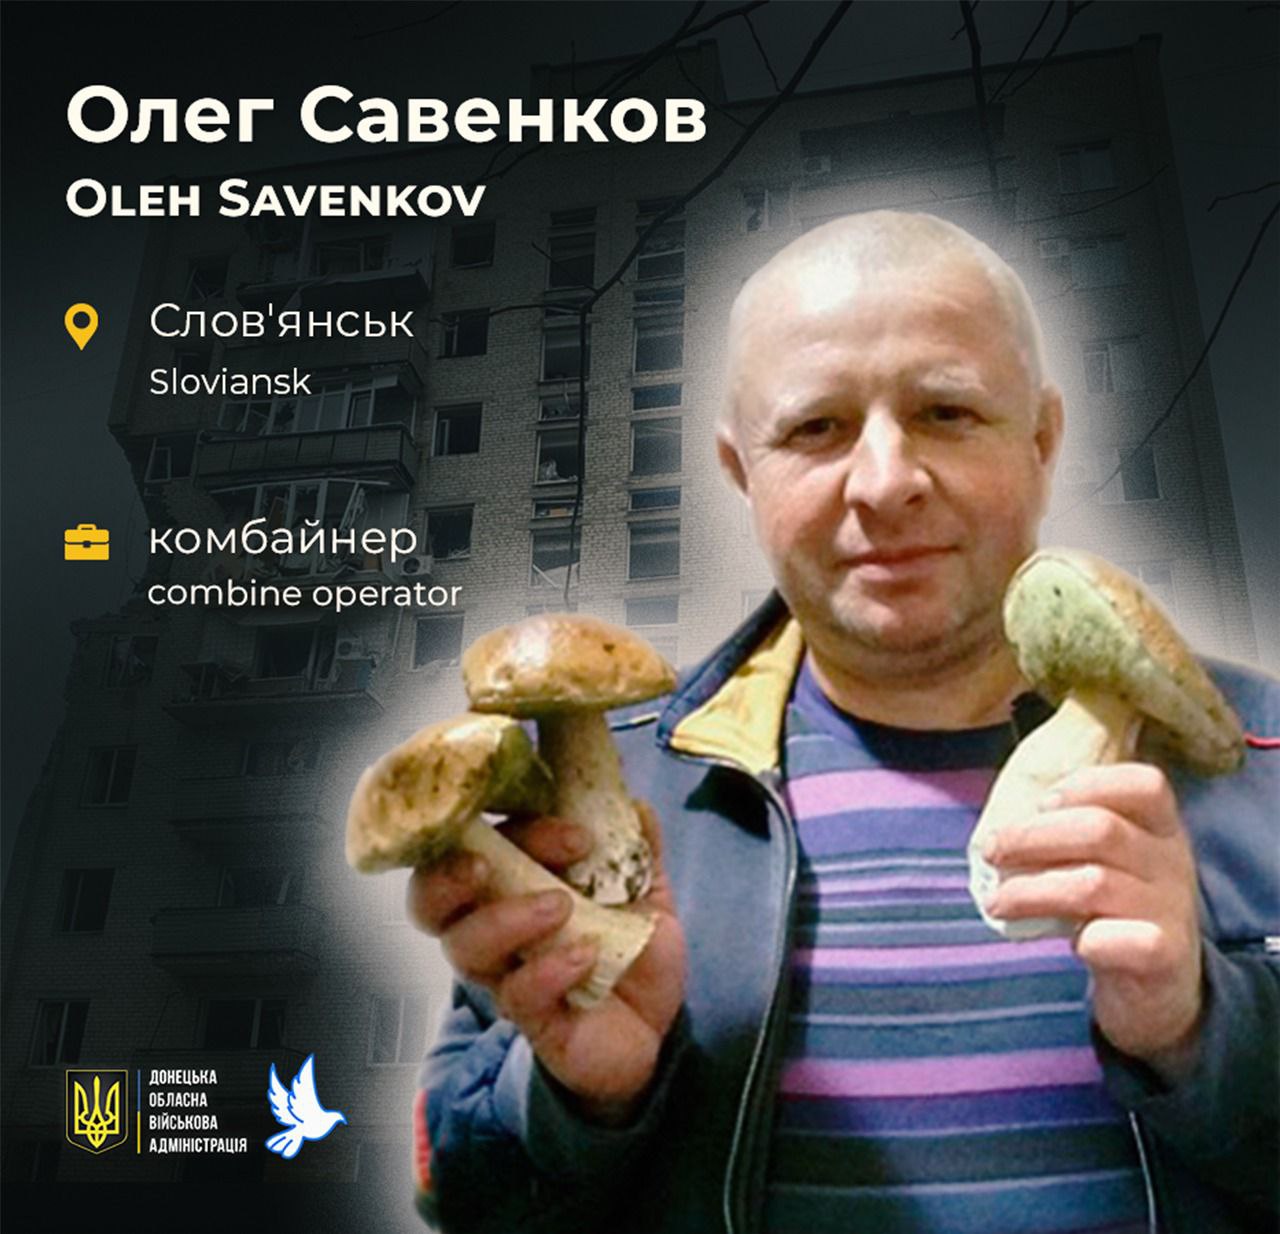 Олег Савенков
OLEH SAVENKOV
Слов'янськ
Sloviansk
комбайнер
combine operator
ДОНЕЦЬКА
ОБЛАСНА
ВІЙСЬКОВА
АДМІНІСТРАЦІЯ